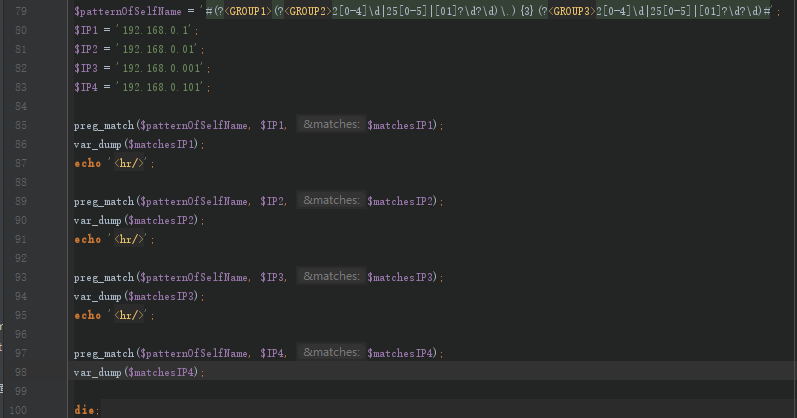 79 $patternOfSelfName = '#(?<GROUP1>(?<GROUP2>2[0-4]\d|25[0-5]|[01]?\d?\d)\.){3}(?<GROUP3>2[0-4]\d|25[0-5]|[01]?\d?\d)#';
80 $IP1 = '192.168.0.1';
81 $IP2 = '192.168.0.01';
82 $IP3 = '192.168.0.001';
83 $IP4 = '192.168.0.101';
84
85 preg_match($patternOfSelfName, $IP1, &matches: $matchesIP1);
86 var_dump($matchesIP1);
87 echo '<hr/>';
88
89 preg_match($patternOfSelfName, $IP2, &matches: $matchesIP2);
90 var_dump($matchesIP2);
91 echo '<hr/>';
92
93 preg_match($patternOfSelfName, $IP3, &matches: $matchesIP3);
94 var_dump($matchesIP3);
95 echo '<hr/>';
96
97 preg_match($patternOfSelfName, $IP4, &matches: $matchesIP4);
98 var_dump($matchesIP4);
99
100 die;